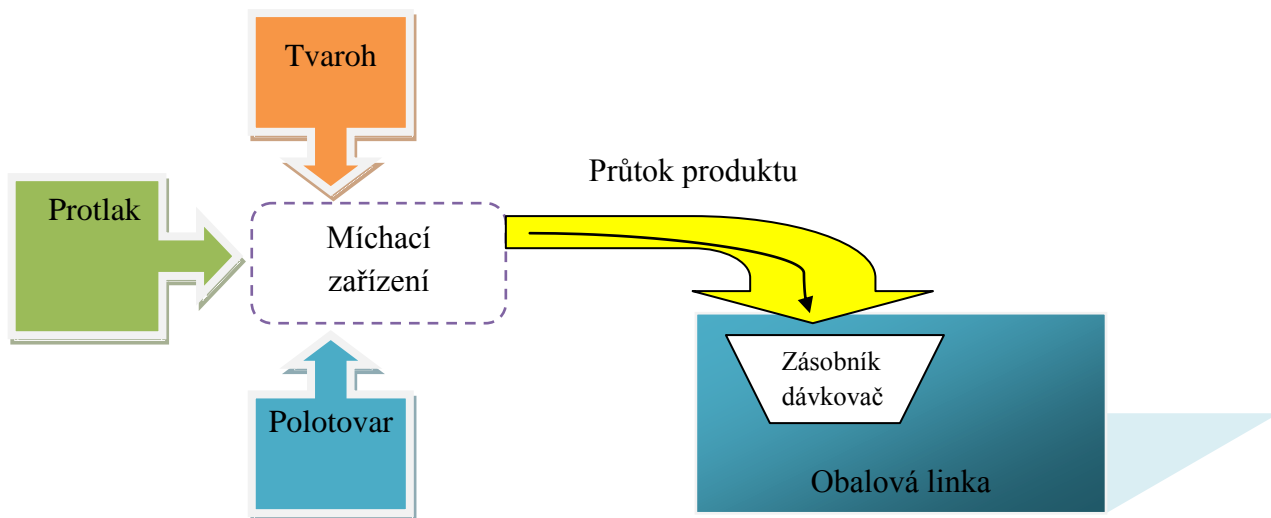 Tvaroh
Průtok produktu
Protlak
Míchací
zařízení
Zásobník
dávkovač
Polotovar
Obalová linka